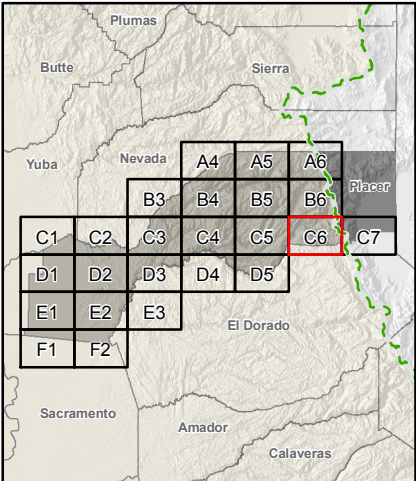 Plumas
Butte
Sierra
Yuba
Nevada
A4 A5 A6
Placer
B3 B4 B5 B6
C1 C2 C3 C4 C5 C6 C7
D1 D2 D3 D4 D5
E1 E2 E3
El Dorado
F1 F2
Sacramento
Amador
Calaveras